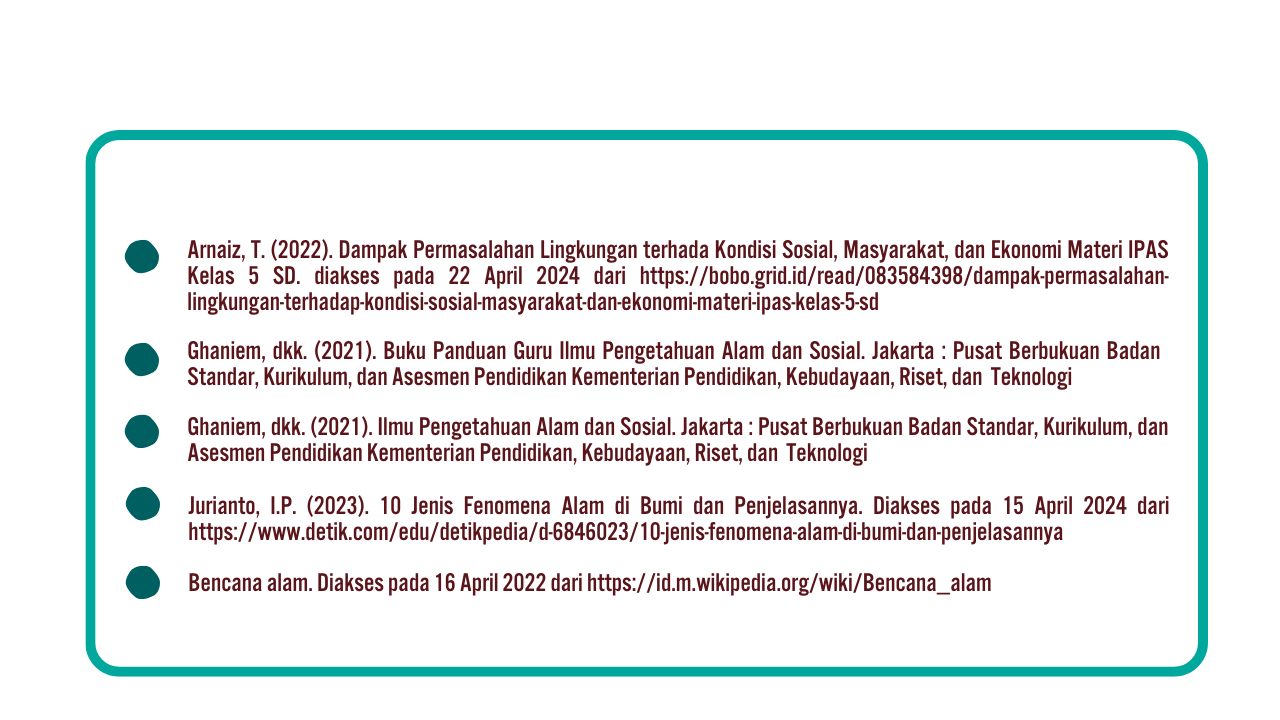 Arnaiz, T. (2022). Dampak Permasalahan Lingkungan terhada Kondisi Sosial, Masyarakat, dan Ekonomi Materi IPAS
Kelas 5 SD. diakses pada 22 April 2024 dari https://bobo.grid.id/read/083584398/dampak-permasalahan-
lingkungan-terhadap-kondisi-sosial-masyarakat-dan-ekonomi-materi-ipas-kelas-5-sd
Ghaniem, dkk. (2021). Buku Panduan Guru Ilmu Pengetahuan Alam dan Sosial. Jakarta : Pusat Berbukuan Badan
Standar, Kurikulum, dan Asesmen Pendidikan Kementerian Pendidikan, Kebudayaan, Riset, dan Teknologi
Ghaniem, dkk. (2021). Ilmu Pengetahuan Alam dan Sosial. Jakarta : Pusat Berbukuan Badan Standar, Kurikulum, dan
Asesmen Pendidikan Kementerian Pendidikan, Kebudayaan, Riset, dan Teknologi
Jurianto, I.P. (2023). 10 Jenis Fenomena Alam di Bumi dan Penjelasannya. Diakses pada 15 April 2024 dari
https://www.detik.com/edu/detikpedia/d-6846023/10-jenis-fenomena-alam-di-bumi-dan-penjelasannya
Bencana alam. Diakses pada 16 April 2022 dari https://id.m.wikipedia.org/wiki/Bencana_alam